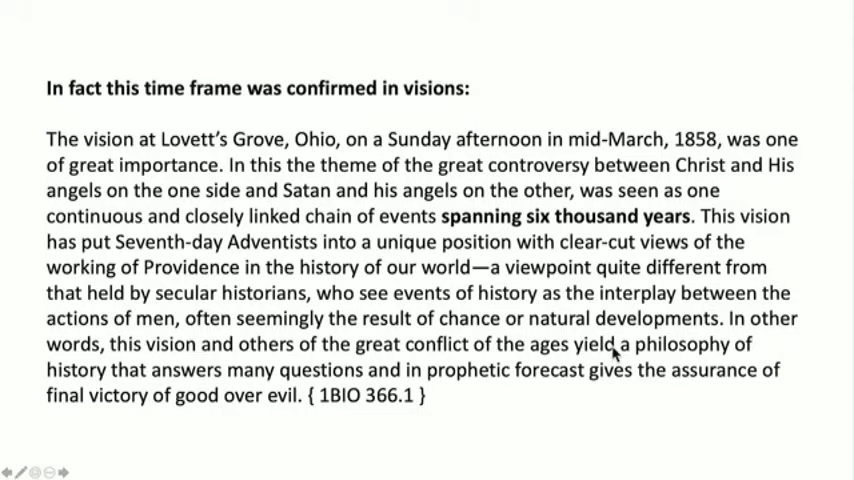 In fact this time frame was confirmed in visions:
The vision at Lovett’s Grove, Ohio, on a Sunday afternoon in mid-March, 1858, was one
of great importance. In this the theme of the great controversy between Christ and His
angels on the one side and Satan and his angels on the other, was seen as one
continuous and closely linked chain of events spanning six thousand years. This vision
has put Seventh-day Adventists into a unique position with clear-cut views of the
working of Providence in the history of our world—a viewpoint quite different from
that held by secular historians, who see events of history as the interplay between the
actions of men, often seemingly the result of chance or natural developments. In other
words, this vision and others of the great conflict of the ages yield a philosophy of
history that answers many questions and in prophetic forecast gives the assurance of
final victory of good over evil. { 1BIO 366.1 }